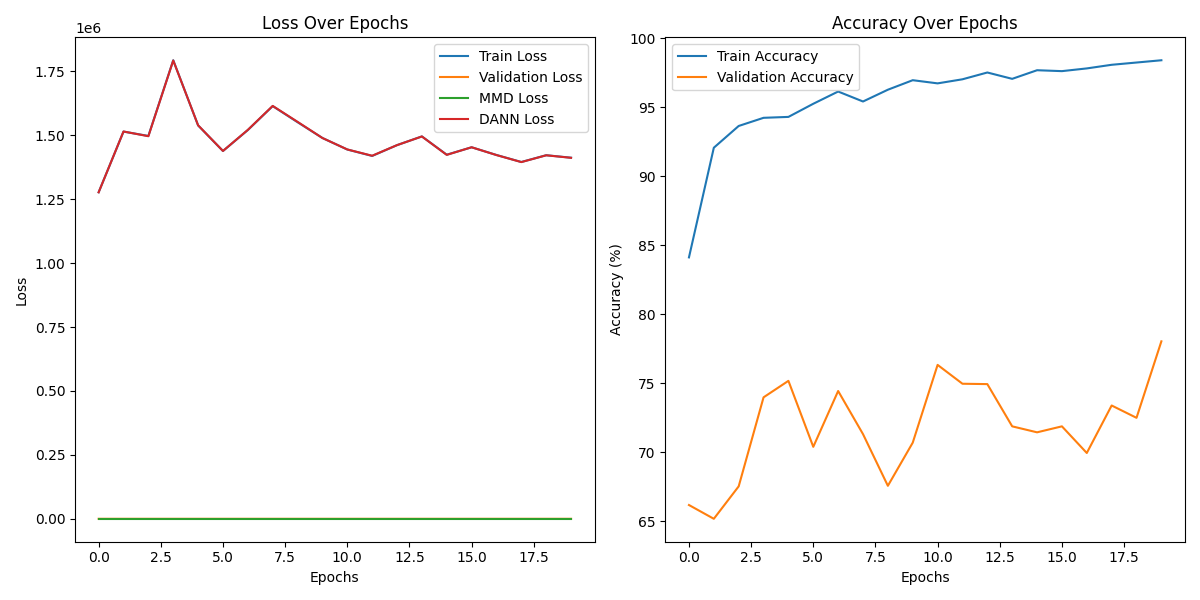 Loss Over Epochs
1e6
1.75
1.50
1.25
1.00
0.75
0.50
0.25
0.00
Loss
0.0 2.5 5.0 7.5 10.0 12.5 15.0 17.5
Epochs
Train Loss
Validation Loss
MMD Loss
DANN Loss
Accuracy Over Epochs
100
95
90
85
80
75
70
65
Accuracy (%)
0.0 2.5 5.0 7.5 10.0 12.5 15.0 17.5
Epochs
Train Accuracy
Validation Accuracy